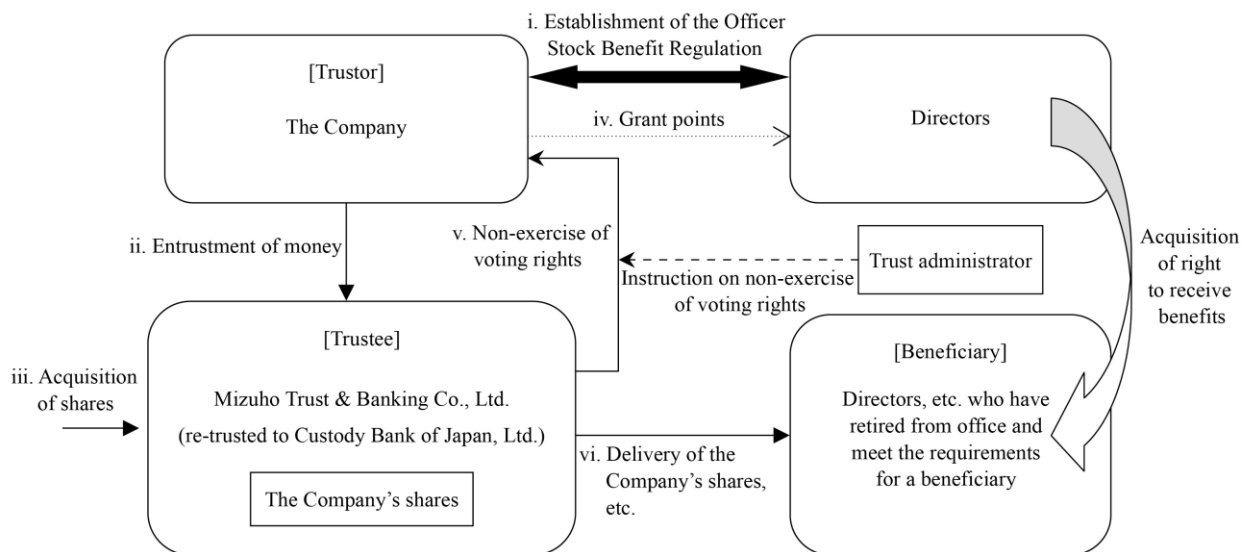 i. Establishment of the Officer
Stock Benefit Regulation
[Trustor]
The Company
iv. Grant points
Directors
ii. Entrustment of money
v. Non-exercise of
voting rights
Instruction on non-exercise
of voting rights
Trust administrator
Acquisition
of right
to receive
benefits
iii. Acquisition
of shares
[Trustee]
Mizuho Trust & Banking Co., Ltd.
(re-trusted to Custody Bank of Japan, Ltd.)
The Company’s shares
vi. Delivery of the
Company’s shares,
etc.
[Beneficiary]
Directors, etc. who have
retired from office and
meet the requirements
for a beneficiary